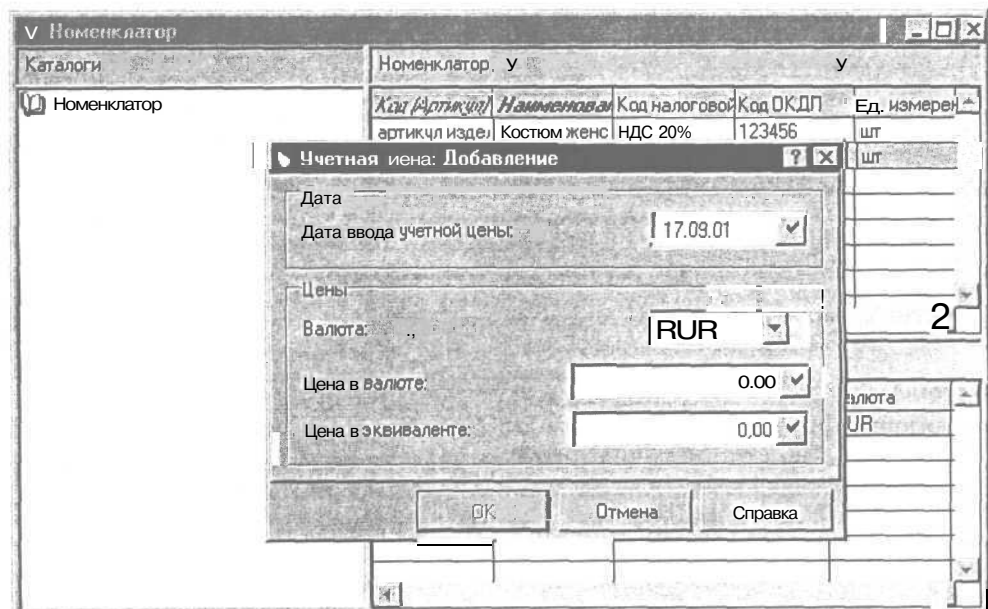 V Номенклатор
Каталоги
Номенклатор. У У
Номенклатор
Код (Артикул) Наименован Код налоговой Код ОКДП Ед. измерен
артикул издел Костюм женс НДС 20% 123456 шт
шт
Учетная иена: Добавление
Дата
Дата ввода учетной цены: 17.09.01
Цены
Валюта: ., RUR
2
Цена в валюте: 0.00
алюта
Цена в эквиваленте: 0,00
UR
OK Отмена Справка